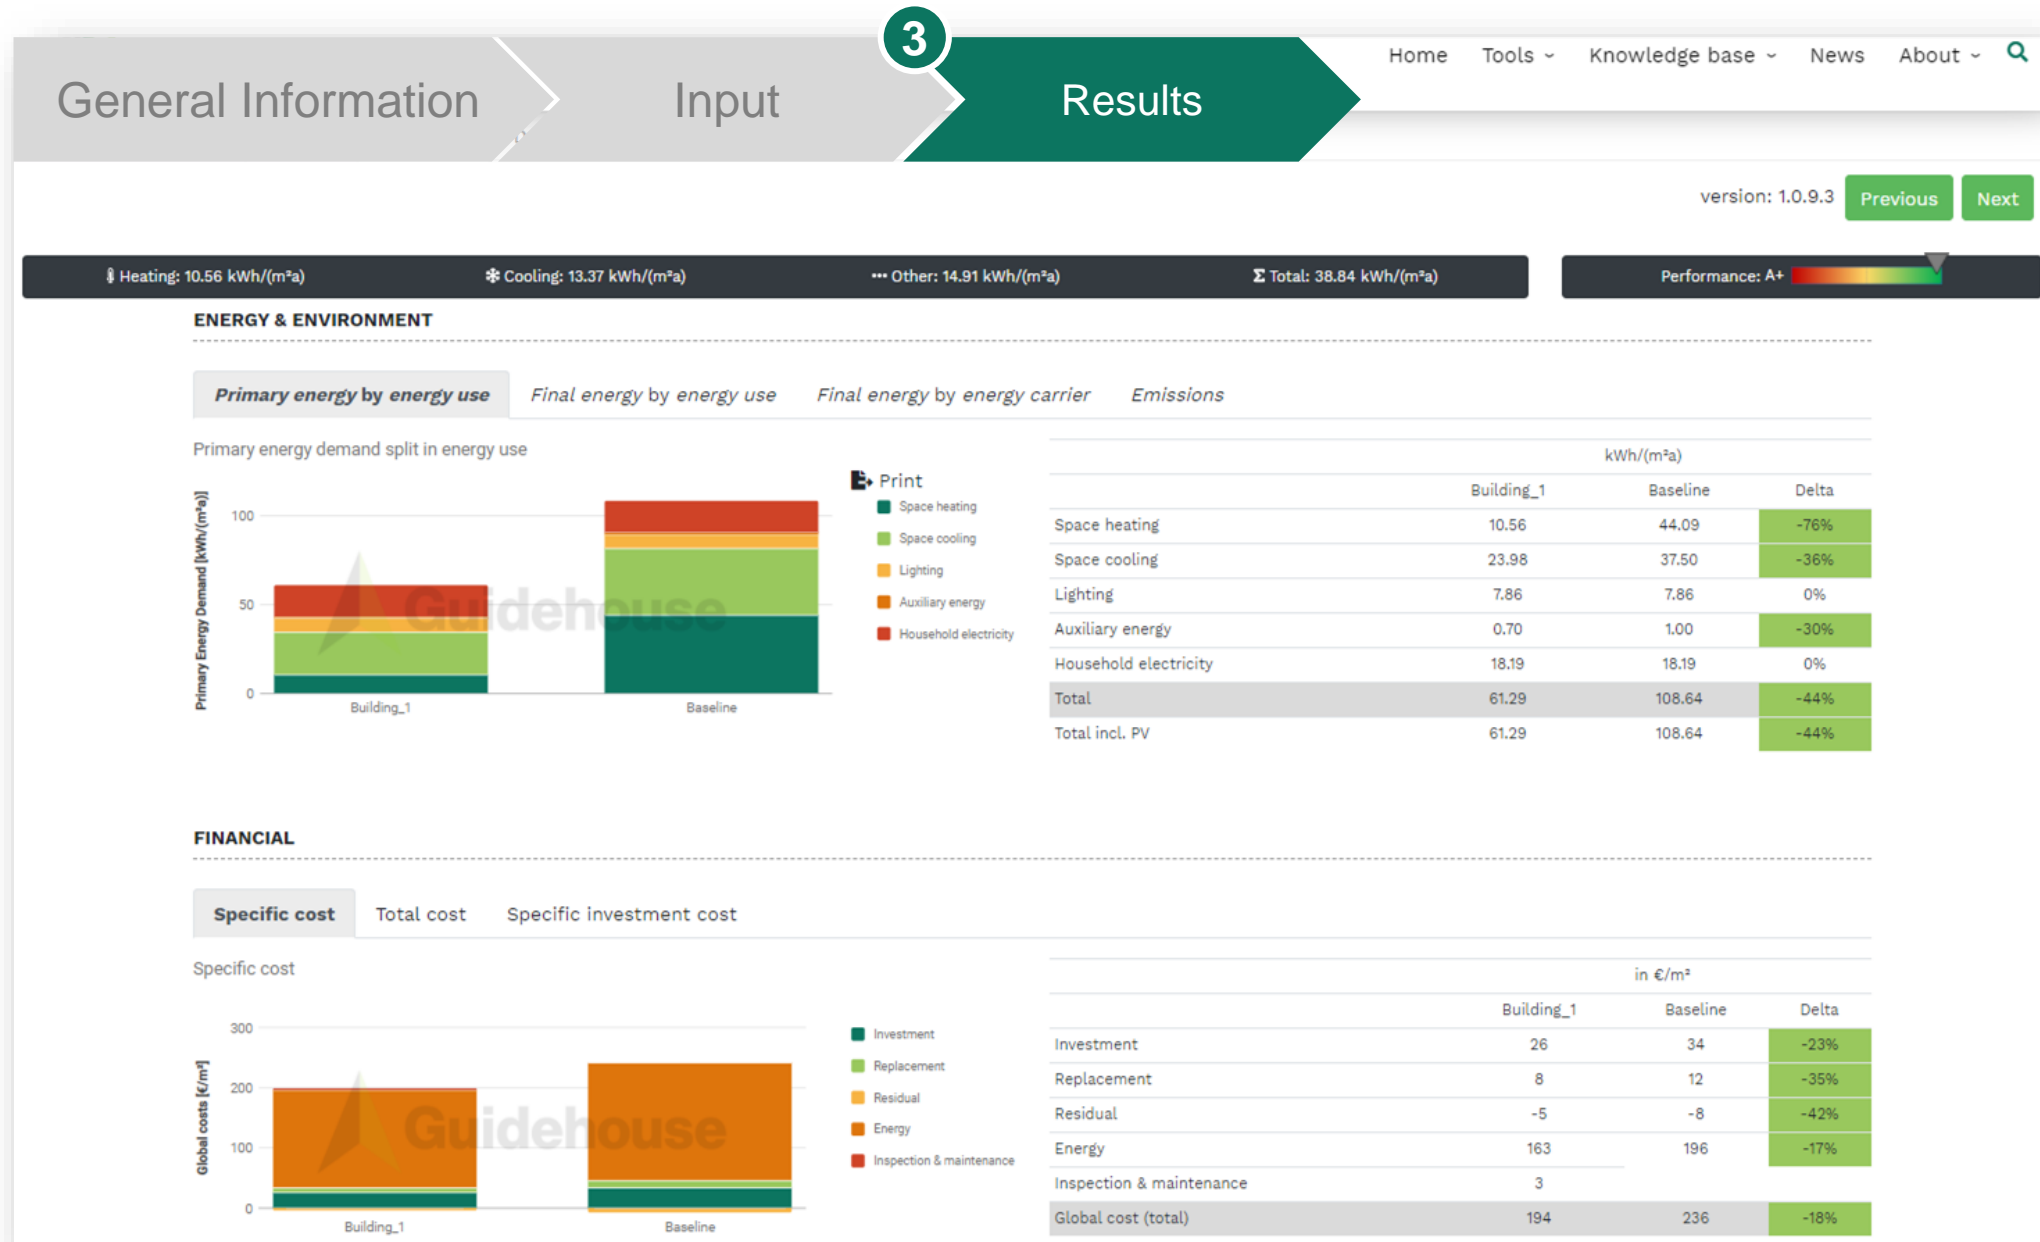 3
General Information
Input
Results
Home Tools Knowledge base News About
version: 1.0.9.3 Previous Next
Heating: 10.56 kWh/(m²a) Cooling: 13.37 kWh/(m²a) Other: 14.91 kWh/(m²a) Σ Total: 38.84 kWh/(m²a) Performance: A+
ENERGY & ENVIRONMENT
Primary energy by energy use Final energy by energy use Final energy by energy carrier Emissions
Primary energy demand split in energy use
Primary Energy Demand [kWh/(m²a)]
100
50
0
Building_1 Baseline
Guidehouse
Print
Space heating
Space cooling
Lighting
Auxiliary energy
Household electricity
kWh/(m²a)
Building_1 Baseline Delta
Space heating 10.56 44.09 -76%
Space cooling 23.98 37.50 -36%
Lighting 7.86 7.86 0%
Auxiliary energy 0.70 1.00 -30%
Household electricity 18.19 18.19 0%
Total 61.29 108.64 -44%
Total incl. PV 61.29 108.64 -44%
FINANCIAL
Specific cost Total cost Specific investment cost
Specific cost
Global costs [€/m²]
300
200
100
0
Building_1 Baseline
Guidehouse
Investment
Replacement
Residual
Energy
Inspection & maintenance
in €/m²
Building_1 Baseline Delta
Investment 26 34 -23%
Replacement 8 12 -35%
Residual -5 -8 -42%
Energy 163 196 -17%
Inspection & maintenance 3
Global cost (total) 194 236 -18%